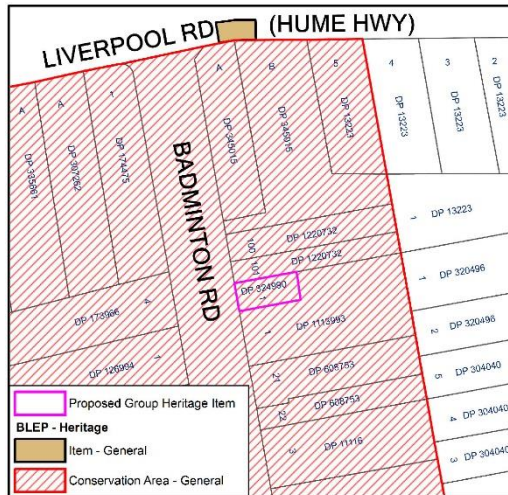 LIVERPOOL RD (HUME HWY)
BADMINTON RD
A
DP 335661
A
DP 307262
1
DP 174475
A
DP 345015
B
DP 345015
5
DP 13223
4
DP 13223
3
DP 13223
2
DP 13223
100
DP 1220732
101
DP 1220732
DP 324990
1
1
DP 1113993
21
DP 608753
22
DP 608753
3
DP 11116
DP 173966
4
DP 126994
1
1
DP 13223
1
DP 320496
2
DP 320496
5
DP 304040
4
DP 304040
3
DP 304040
Proposed Group Heritage Item
BLEP - Heritage
Item - General
Conservation Area - General